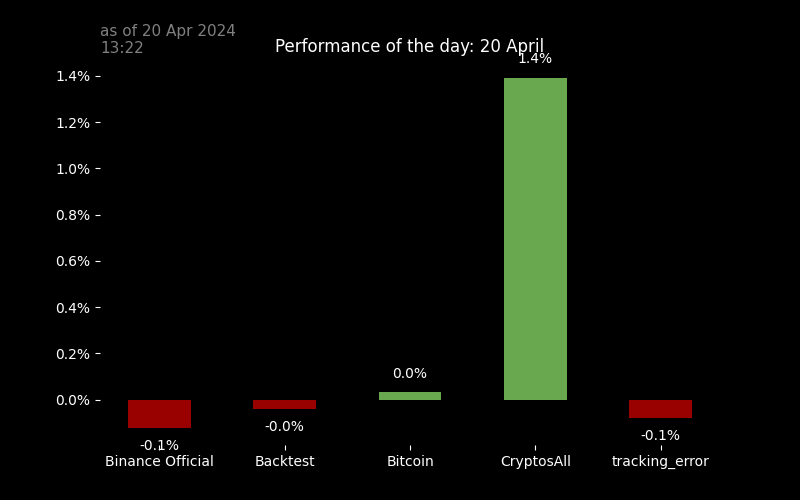 as of 20 Apr 2024
13:22
Performance of the day: 20 April
1.4%
1.4%
1.2%
1.0%
0.8%
0.6%
0.4%
0.2%
0.0%
0.0%
-0.1%
-0.0%
-0.1%
Binance Official
Backtest
Bitcoin
CryptosAll
tracking_error